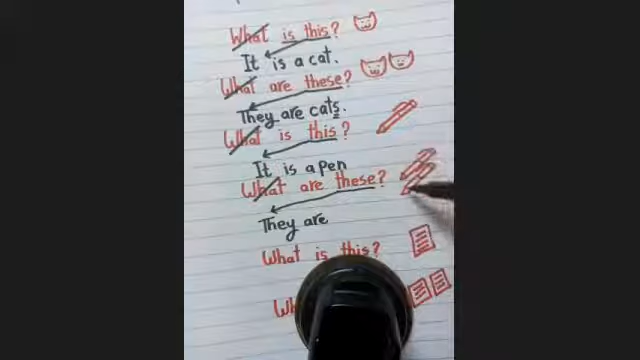 What is this?
It is a cat.
What are these?
They are cats.
What is this?
It is a pen
What are these?
They are
What is this?